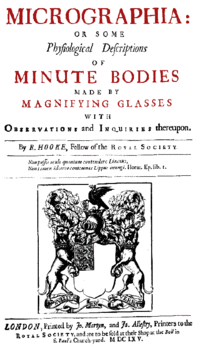 MICROGRAPHIA:
OR SOME
Physiological Descriptions
OF
MINUTE BODIES
MADE BY
MAGNIFYING GLASSES
WITH
OBSERVATIONS and INQUIRIES thereupon.
By R. HOOKE, Fellow of the ROYAL SOCIETY.
Non possis oculo quantum contendere Linceus,
Non tamen idcirco contemnas Lippus inungi. Horat. Ep. lib. 1.
LONDON, Printed by Jo. Martyn, and Ja. Allestry, Printers to the
ROYAL SOCIETY, and are to be sold at their Shop at the Bell in
S. Paul's Church-yard. M DC LX V.